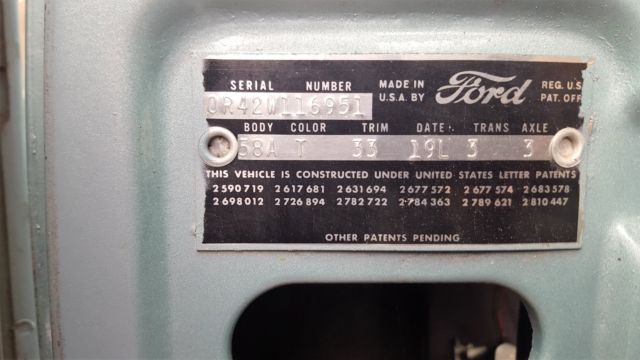 SERIAL NUMBER MADE IN U.S.A. BY Ford REG. U.S. PAT. OFF.
0R42W116951
BODY COLOR TRIM DATE TRANS AXLE
58A T 33 19L 3 3
THIS VEHICLE IS CONSTRUCTED UNDER UNITED STATES LETTER PATENTS
2 590 719 2 617 681 2 631 694 2 677 572 2 677 574 2 683 578
2 698 012 2 726 894 2 782 722 2 784 363 2 789 621 2 810 447
OTHER PATENTS PENDING